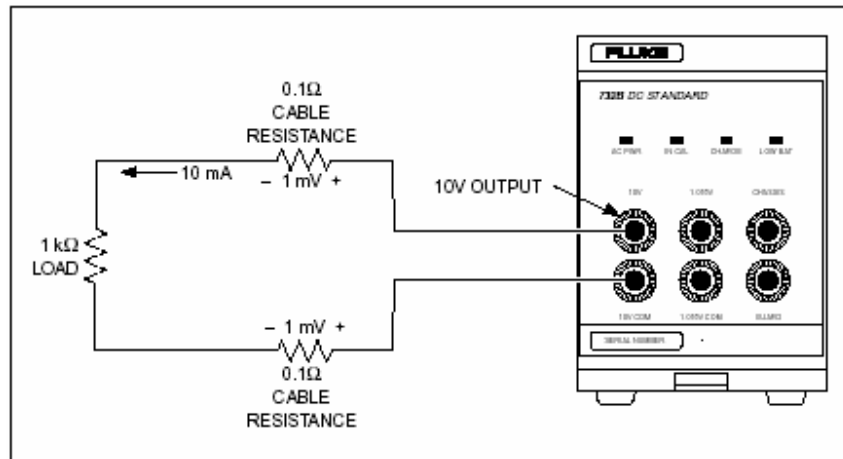 FLUKE
732B DC STANDARD
AC PWR IN CAL CHARGE LOW BAT
10V 1.018V CHASSIS
10V COM 1.018V COM GUARD
SERIAL NUMBER
0.1Ω
CABLE
RESISTANCE
10 mA
– 1 mV +
10V OUTPUT
1 kΩ
LOAD
– 1 mV +
0.1Ω
CABLE
RESISTANCE